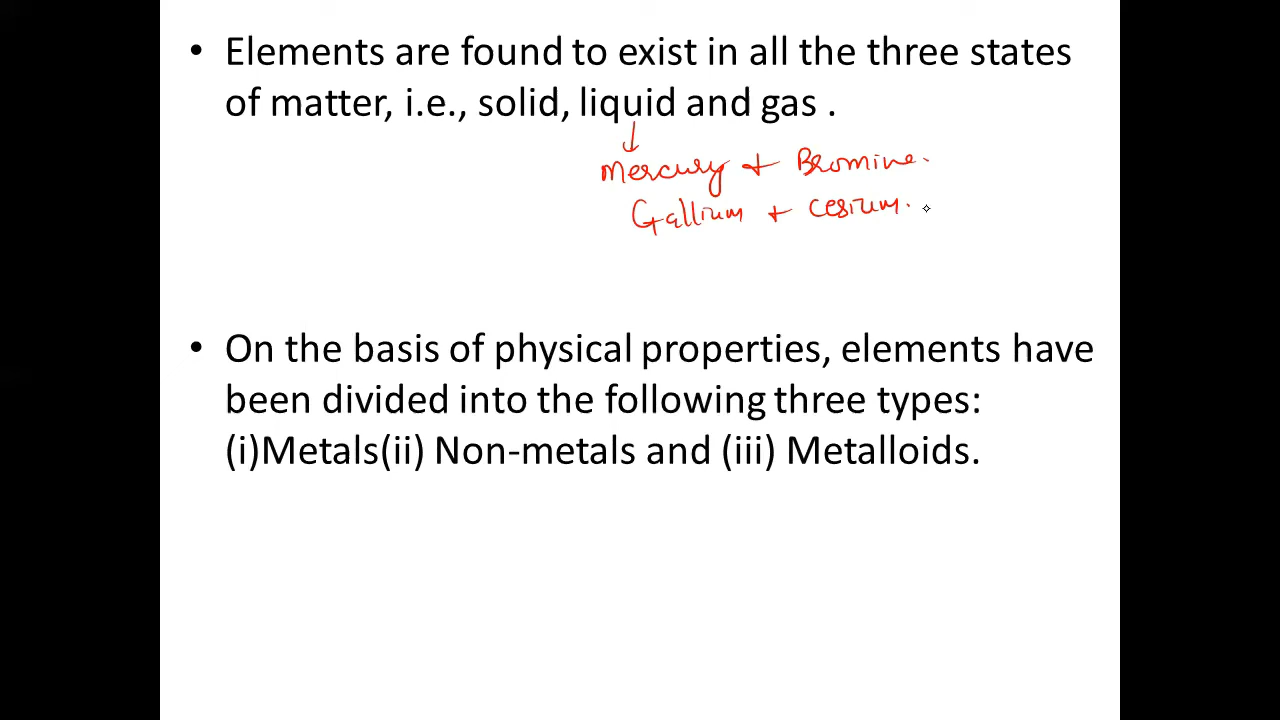 • Elements are found to exist in all the three states
of matter, i.e., solid, liquid and gas .
Mercury + Bromine.
Gallium + Cesium.
• On the basis of physical properties, elements have
been divided into the following three types:
(i)Metals(ii) Non-metals and (iii) Metalloids.